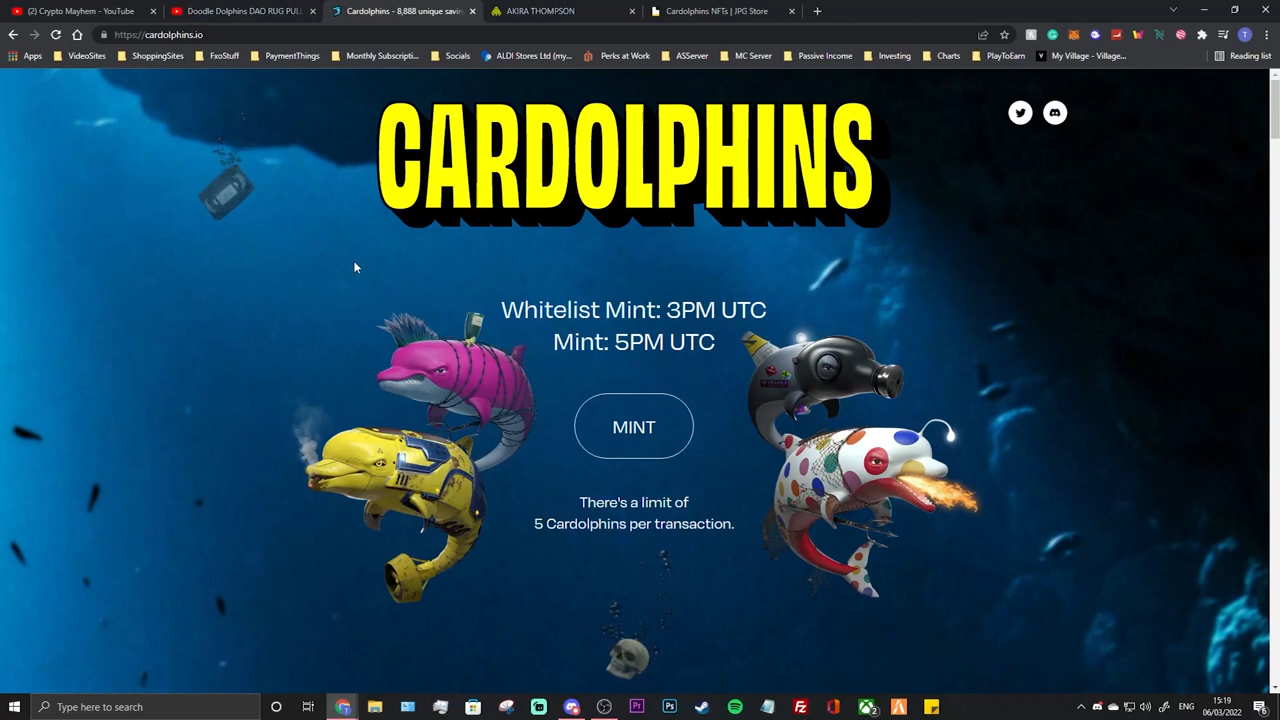 (2) Crypto Mayhem - YouTube
Doodle Dolphins DAO RUG PULL
Cardolphins - 8,888 unique savin
AKIRA THOMPSON
Cardolphins NFTs | JPG Store
https://cardolphins.io
Apps
VideoSites
ShoppingSites
FxoStuff
PaymentThings
Monthly Subscripti...
Socials
ALDI Stores Ltd (my...
Perks at Work
ASServer
MC Server
Passive Income
Investing
Charts
PlayToEarn
My Village - Village...
Reading list
CARDOLPHINS
Whitelist Mint: 3PM UTC
Mint: 5PM UTC
MINT
There's a limit of
5 Cardolphins per transaction.
Type here to search
15:19
06/03/2022